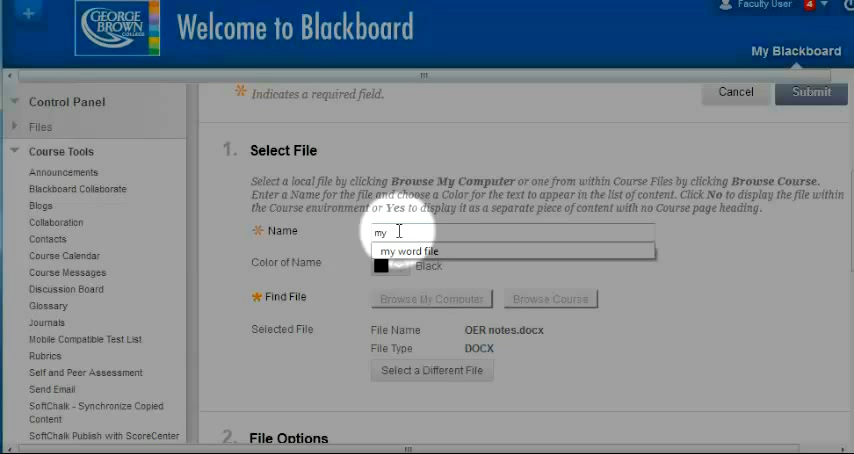 GEORGE
BROWN
COLLEGE
Welcome to Blackboard
Faculty User 4
My Blackboard
Control Panel
Files
Course Tools
Announcements
Blackboard Collaborate
Blogs
Collaboration
Contacts
Course Calendar
Course Messages
Discussion Board
Glossary
Journals
Mobile Compatible Test List
Rubrics
Self and Peer Assessment
Send Email
SoftChalk - Synchronize Copied
Content
SoftChalk Publish with ScoreCenter
Indicates a required field.
Cancel
Submit
1. Select File
Select a local file by clicking Browse My Computer or one from within Course Files by clicking Browse Course.
Enter a Name for the file and choose a Color for the text to appear in the list of content. Click No to display the file within
the Course environment or Yes to display it as a separate piece of content with no Course page heading.
Name my
my word file
Color of Name Black
Find File Browse My Computer Browse Course
Selected File File Name OER notes.docx
File Type DOCX
Select a Different File
2. File Options